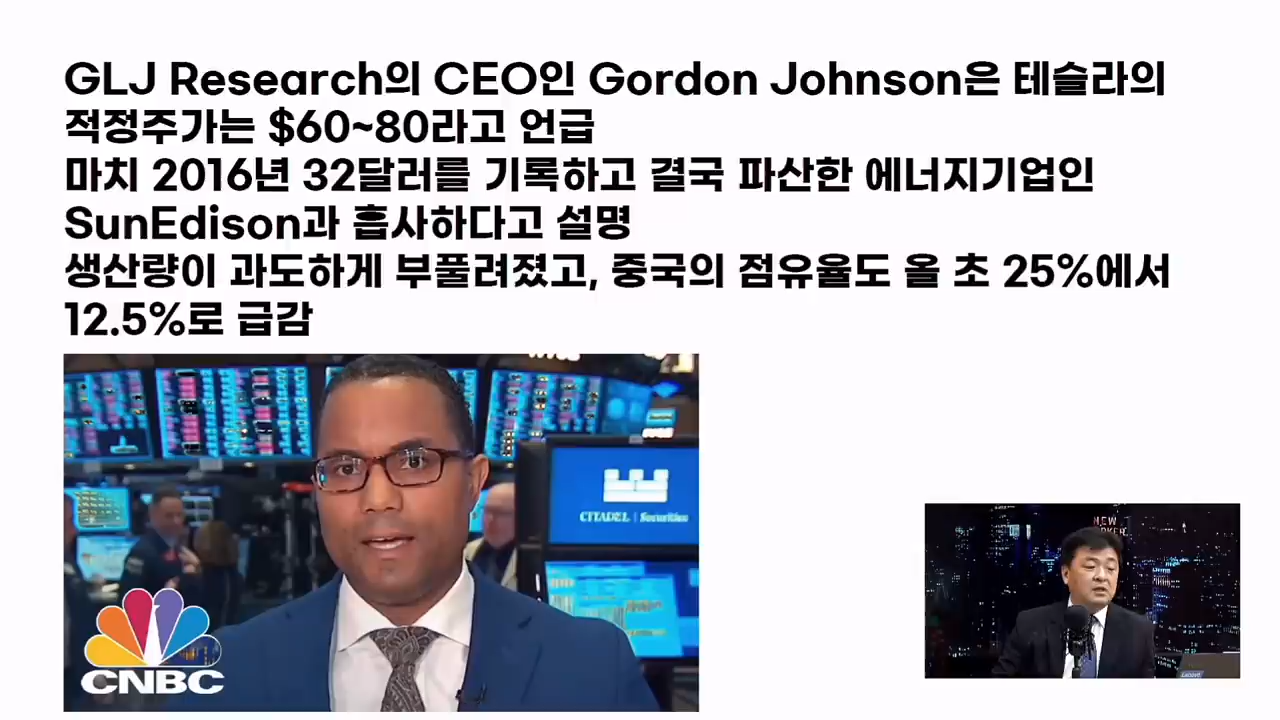 GLJ Research의 CEO인 Gordon Johnson은 테슬라의
적정주가는 $60~80라고 언급
마치 2016년 32달러를 기록하고 결국 파산한 에너지기업인
SunEdison과 흡사하다고 설명
생산량이 과도하게 부풀려졌고, 중국의 점유율도 올 초 25%에서
12.5%로 급감
CITADEL | Securities
CNBC
NEW
Lenovo